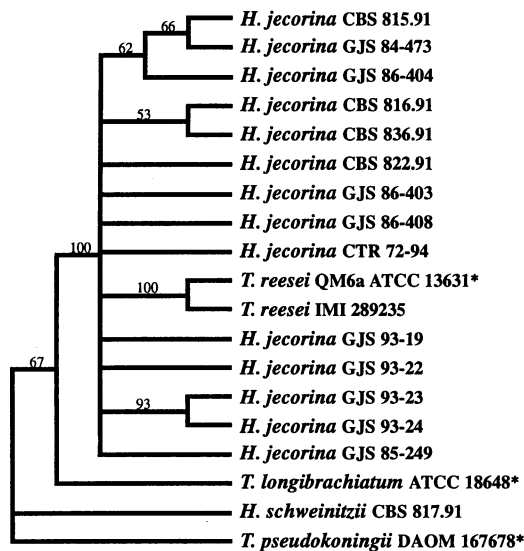 H. jecorina CBS 815.91
66
H. jecorina GJS 84-473
62
H. jecorina GJS 86-404
H. jecorina CBS 816.91
53
H. jecorina CBS 836.91
H. jecorina CBS 822.91
H. jecorina GJS 86-403
H. jecorina GJS 86-408
100
H. jecorina CTR 72-94
T. reesei QM6a ATCC 13631*
100
T. reesei IMI 289235
H. jecorina GJS 93-19
67
H. jecorina GJS 93-22
H. jecorina GJS 93-23
93
H. jecorina GJS 93-24
H. jecorina GJS 85-249
T. longibrachiatum ATCC 18648*
H. schweinitzii CBS 817.91
T. pseudokoningii DAOM 167678*